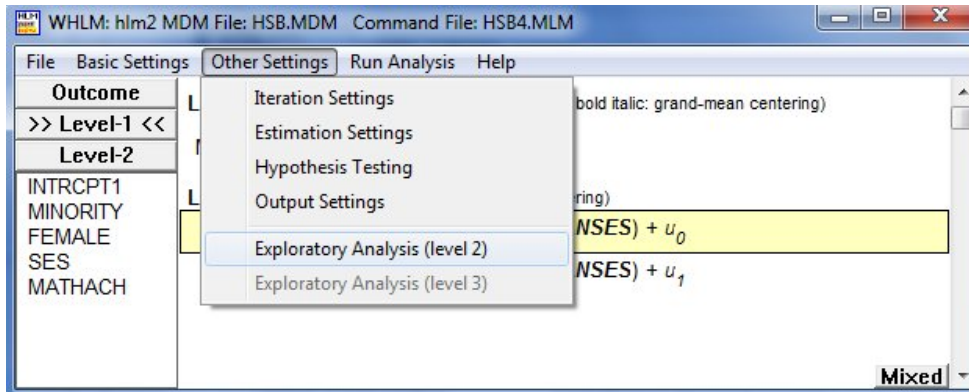 WHLM: hlm2 MDM File: HSB.MDM Command File: HSB4.MLM
File Basic Settings Other Settings Run Analysis Help
Outcome
>> Level-1 <<
Level-2
INTRCPT1
MINORITY
FEMALE
SES
MATHACH
Iteration Settings
Estimation Settings
Hypothesis Testing
Output Settings
Exploratory Analysis (level 2)
Exploratory Analysis (level 3)
L bold italic: grand-mean centering)
L ring)
NSES) + u0
NSES) + u1
Mixed